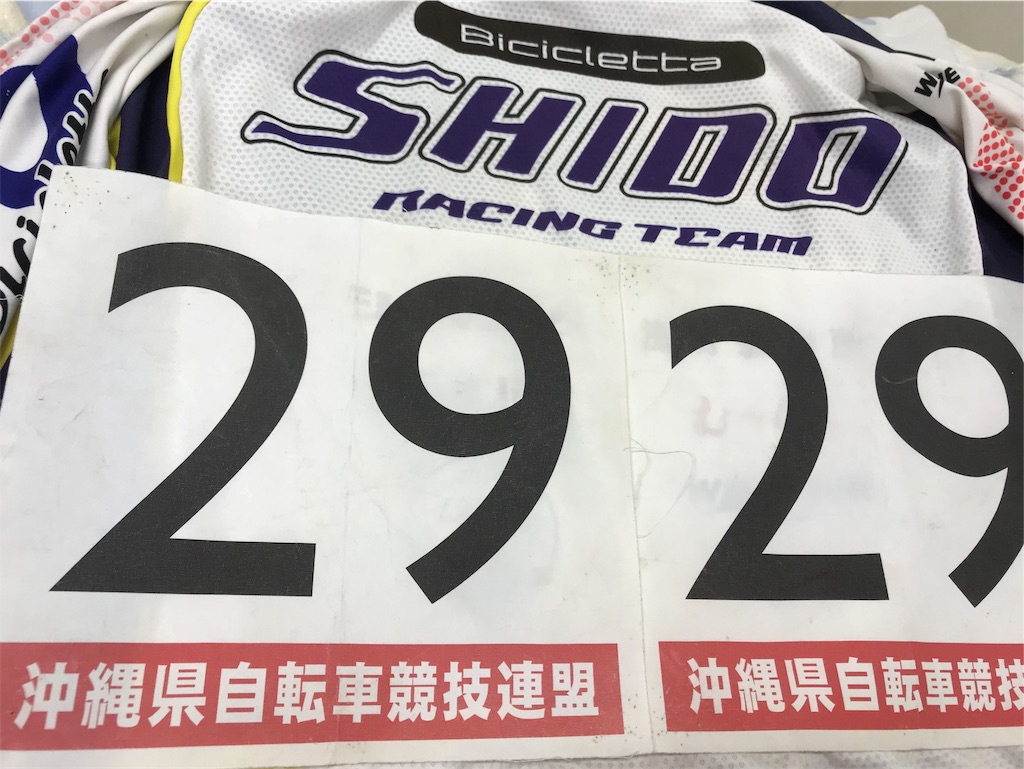 Bicicletta
SHIDO
RACING TEAM
29
29
沖縄県自転車競技連盟
沖縄県自転車競技